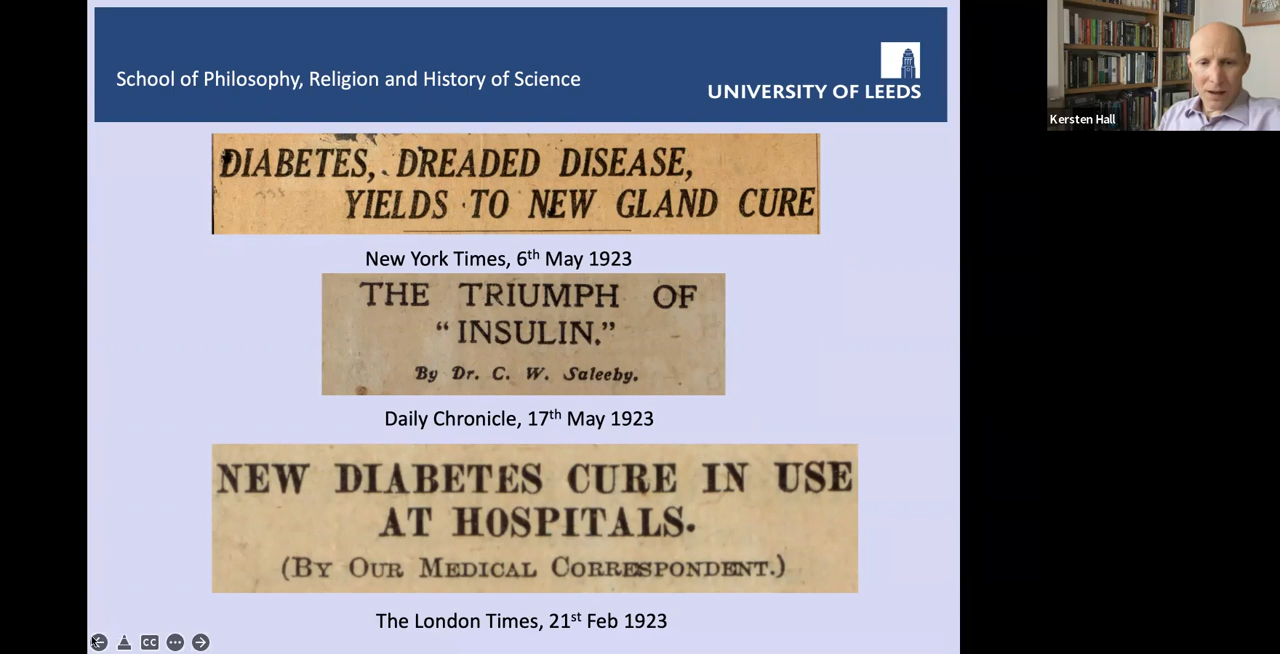 School of Philosophy, Religion and History of Science
UNIVERSITY OF LEEDS
Kersten Hall
DIABETES, DREADED DISEASE,
YIELDS TO NEW GLAND CURE
New York Times, 6th May 1923
THE TRIUMPH OF
“INSULIN.”
By Dr. C. W. Saleeby.
Daily Chronicle, 17th May 1923
NEW DIABETES CURE IN USE
AT HOSPITALS.
(BY OUR MEDICAL CORRESPONDENT.)
The London Times, 21st Feb 1923
CC